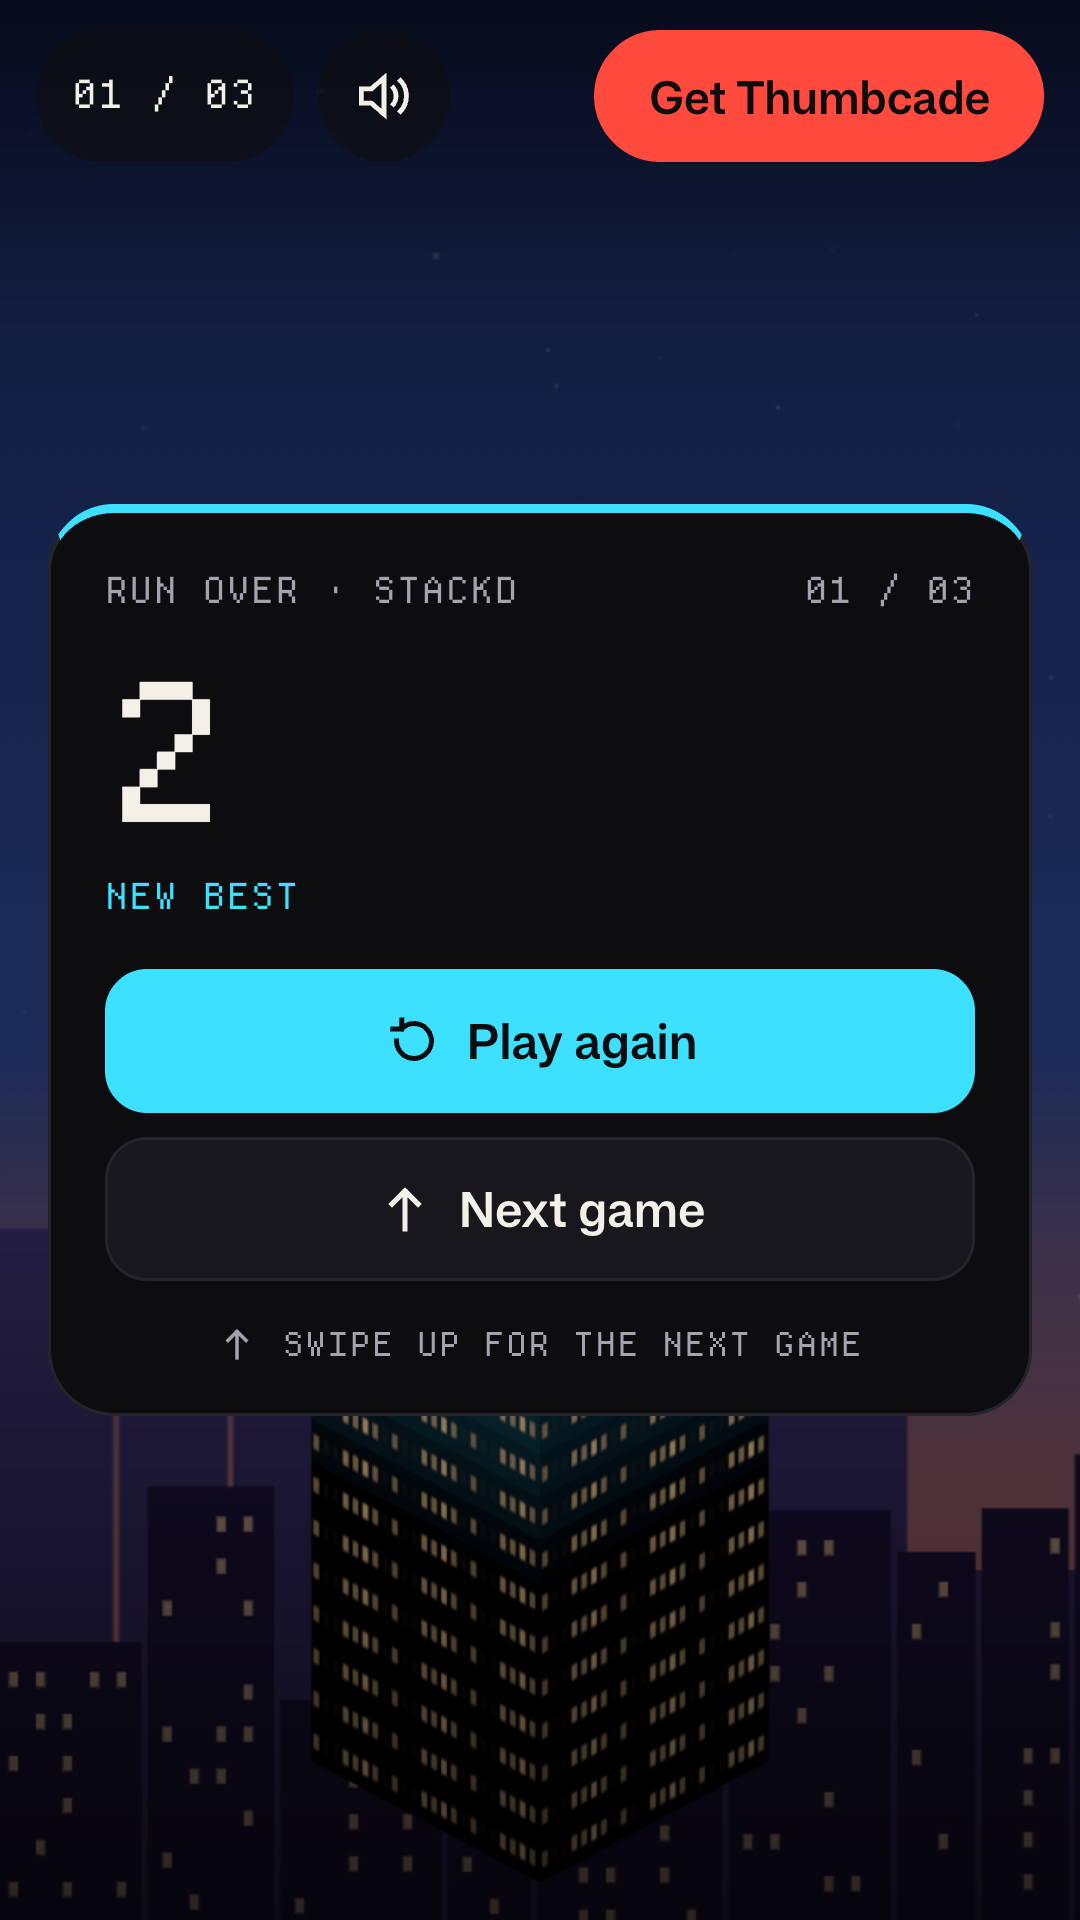 01 / 03
Get Thumbcade
RUN OVER · STACKD
01 / 03
2
NEW BEST
Play again
Next game
↑ SWIPE UP FOR THE NEXT GAME